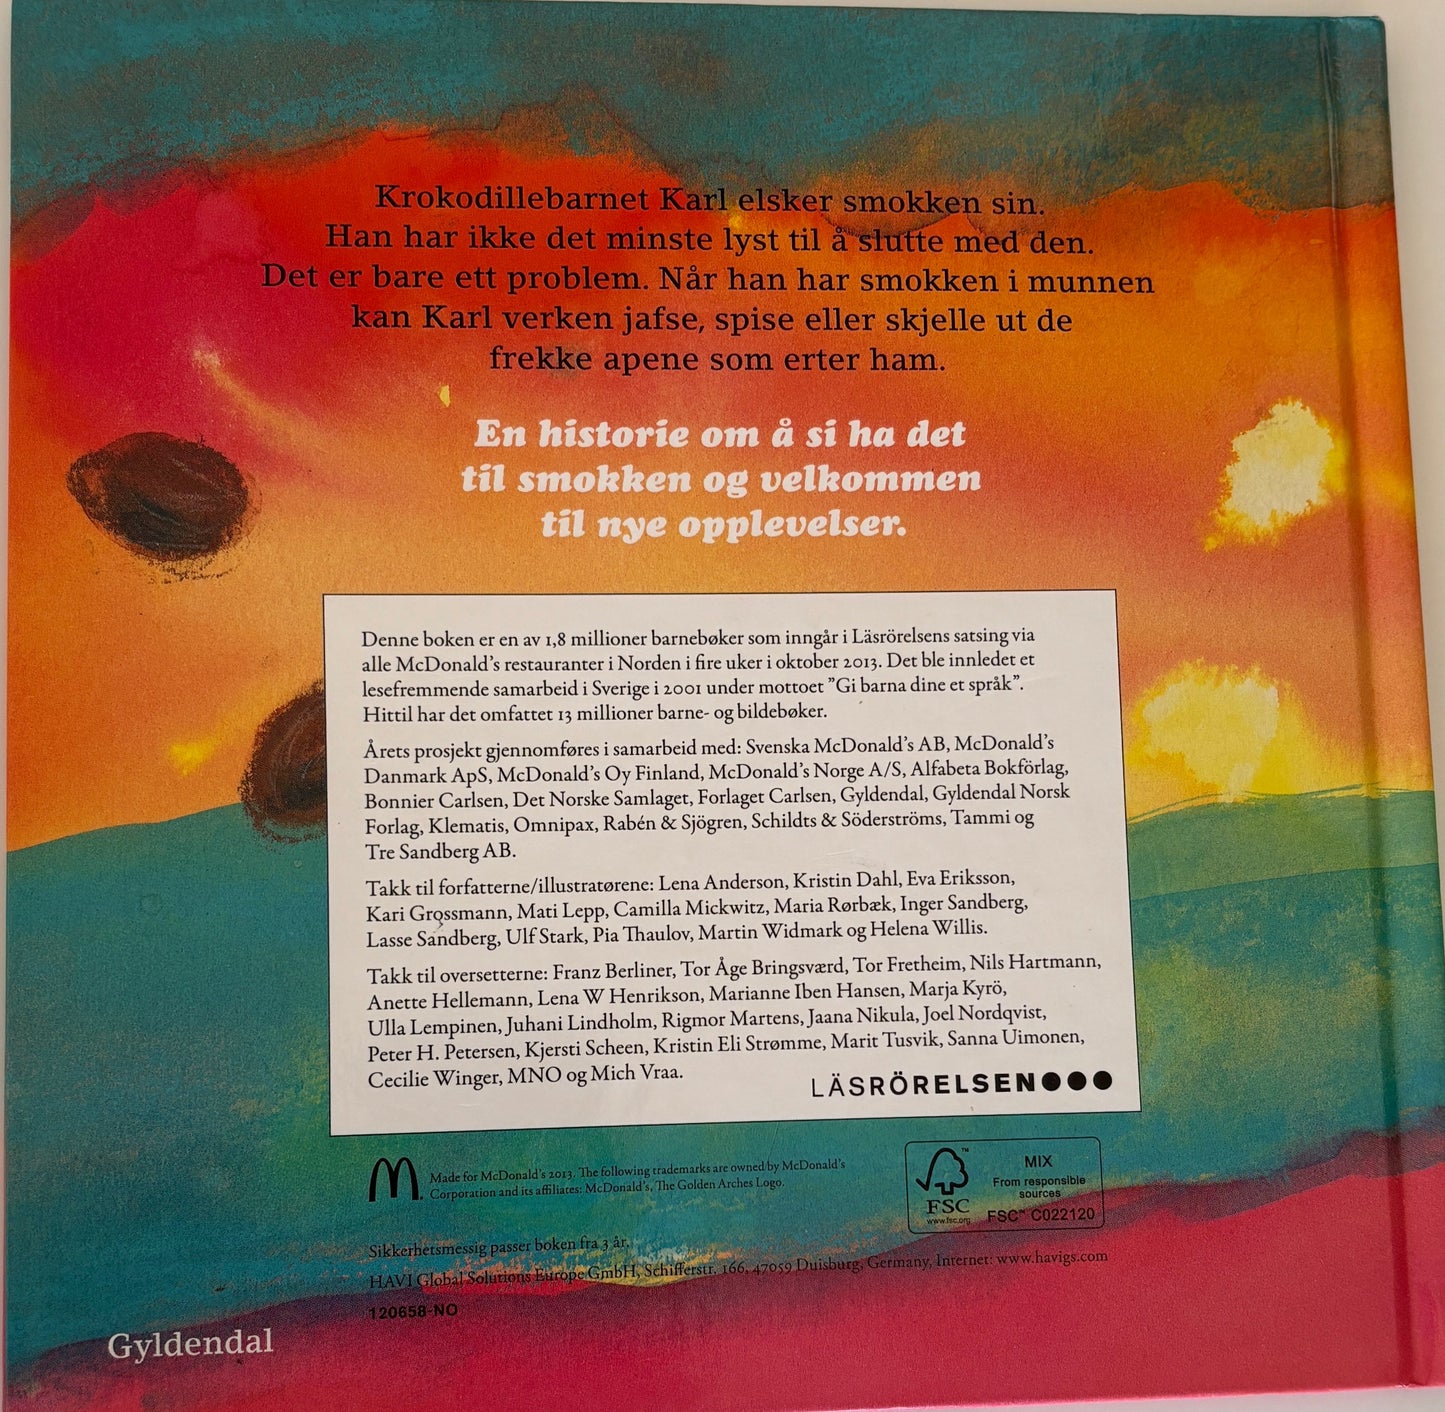 Krokodillebarnet Karl elsker smokken sin.
Han har ikke det minste lyst til å slutte med den.
Det er bare ett problem. Når han har smokken i munnen
kan Karl verken jafse, spise eller skjelle ut de
frekke apene som erter ham.
En historie om å si ha det
til smokken og velkommen
til nye opplevelser.
Denne boken er en av 1,8 millioner barnebøker som inngår i Läsrörelsens satsing via
alle McDonald’s restauranter i Norden i fire uker i oktober 2013. Det ble innledet et
lesefremmende samarbeid i Sverige i 2001 under mottoet ”Gi barna dine et språk”.
Hittil har det omfattet 13 millioner barne- og bildebøker.
Årets prosjekt gjennomføres i samarbeid med: Svenska McDonald’s AB, McDonald’s
Danmark ApS, McDonald’s Oy Finland, McDonald’s Norge A/S, Alfabeta Bokförlag,
Bonnier Carlsen, Det Norske Samlaget, Forlaget Carlsen, Gyldendal, Gyldendal Norsk
Forlag, Klematis, Omnipax, Rabén & Sjögren, Schildts & Söderströms, Tammi og
Tre Sandberg AB.
Takk til forfatterne/illustratørene: Lena Anderson, Kristin Dahl, Eva Eriksson,
Kari Grossmann, Mati Lepp, Camilla Mickwitz, Maria Rørbæk, Inger Sandberg,
Lasse Sandberg, Ulf Stark, Pia Thaulov, Martin Widmark og Helena Willis.
Takk til oversetterne: Franz Berliner, Tor Åge Bringsværd, Tor Fretheim, Nils Hartmann,
Anette Hellemann, Lena W Henrikson, Marianne Iben Hansen, Marja Kyrö,
Ulla Lempinen, Juhani Lindholm, Rigmor Martens, Jaana Nikula, Joel Nordqvist,
Peter H. Petersen, Kjersti Scheen, Kristin Eli Strømme, Marit Tusvik, Sanna Uimonen,
Cecilie Winger, MNO og Mich Vraa.
LÄSRÖRELSEN●●●
Made for McDonald’s 2013. The following trademarks are owned by McDonald’s
Corporation and its affiliates: McDonald’s, The Golden Arches Logo.
FSC
www.fsc.org
MIX
From responsible
sources
FSC™ C022120
Sikkerhetsmessig passer boken fra 3 år.
HAVI Global Solutions Europe GmbH, Schifferstr. 166, 47059 Duisburg, Germany, Internet: www.havigs.com
120658-NO
Gyldendal